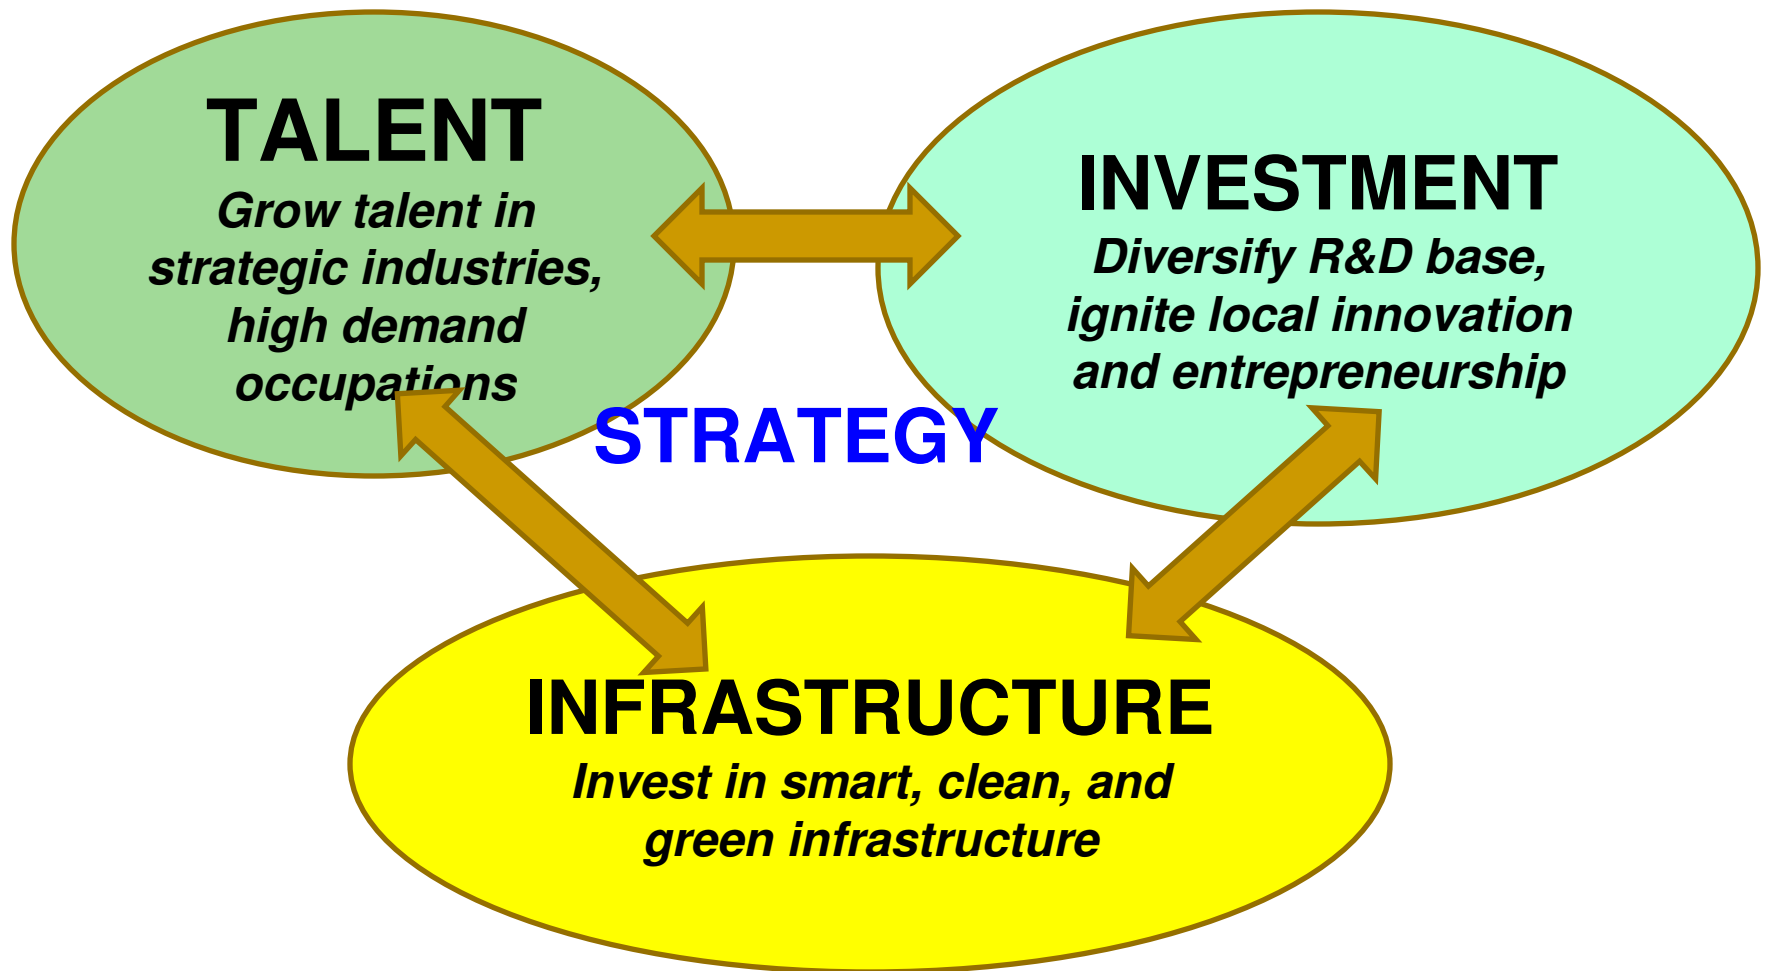 TALENT
Grow talent in
strategic industries,
high demand
occupations
INVESTMENT
Diversify R&D base,
ignite local innovation
and entrepreneurship
STRATEGY
INFRASTRUCTURE
Invest in smart, clean, and
green infrastructure